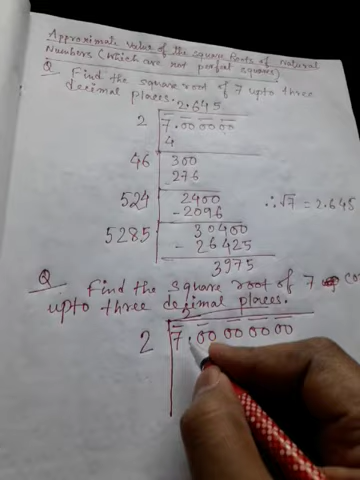 Approximate Value of the square Roots of Natural
Numbers (which are not perfect squares)
Q Find the square root of 7 upto three
decimal places.
2.645
2 7.00 00 00
4
46 300
276
524 2400
- 2096
∴ √7 = 2.645
5285 30400
- 26425
3975
Q Find the square root of 7 co
upto three decimal places.
2
2 7.00 00 00 00